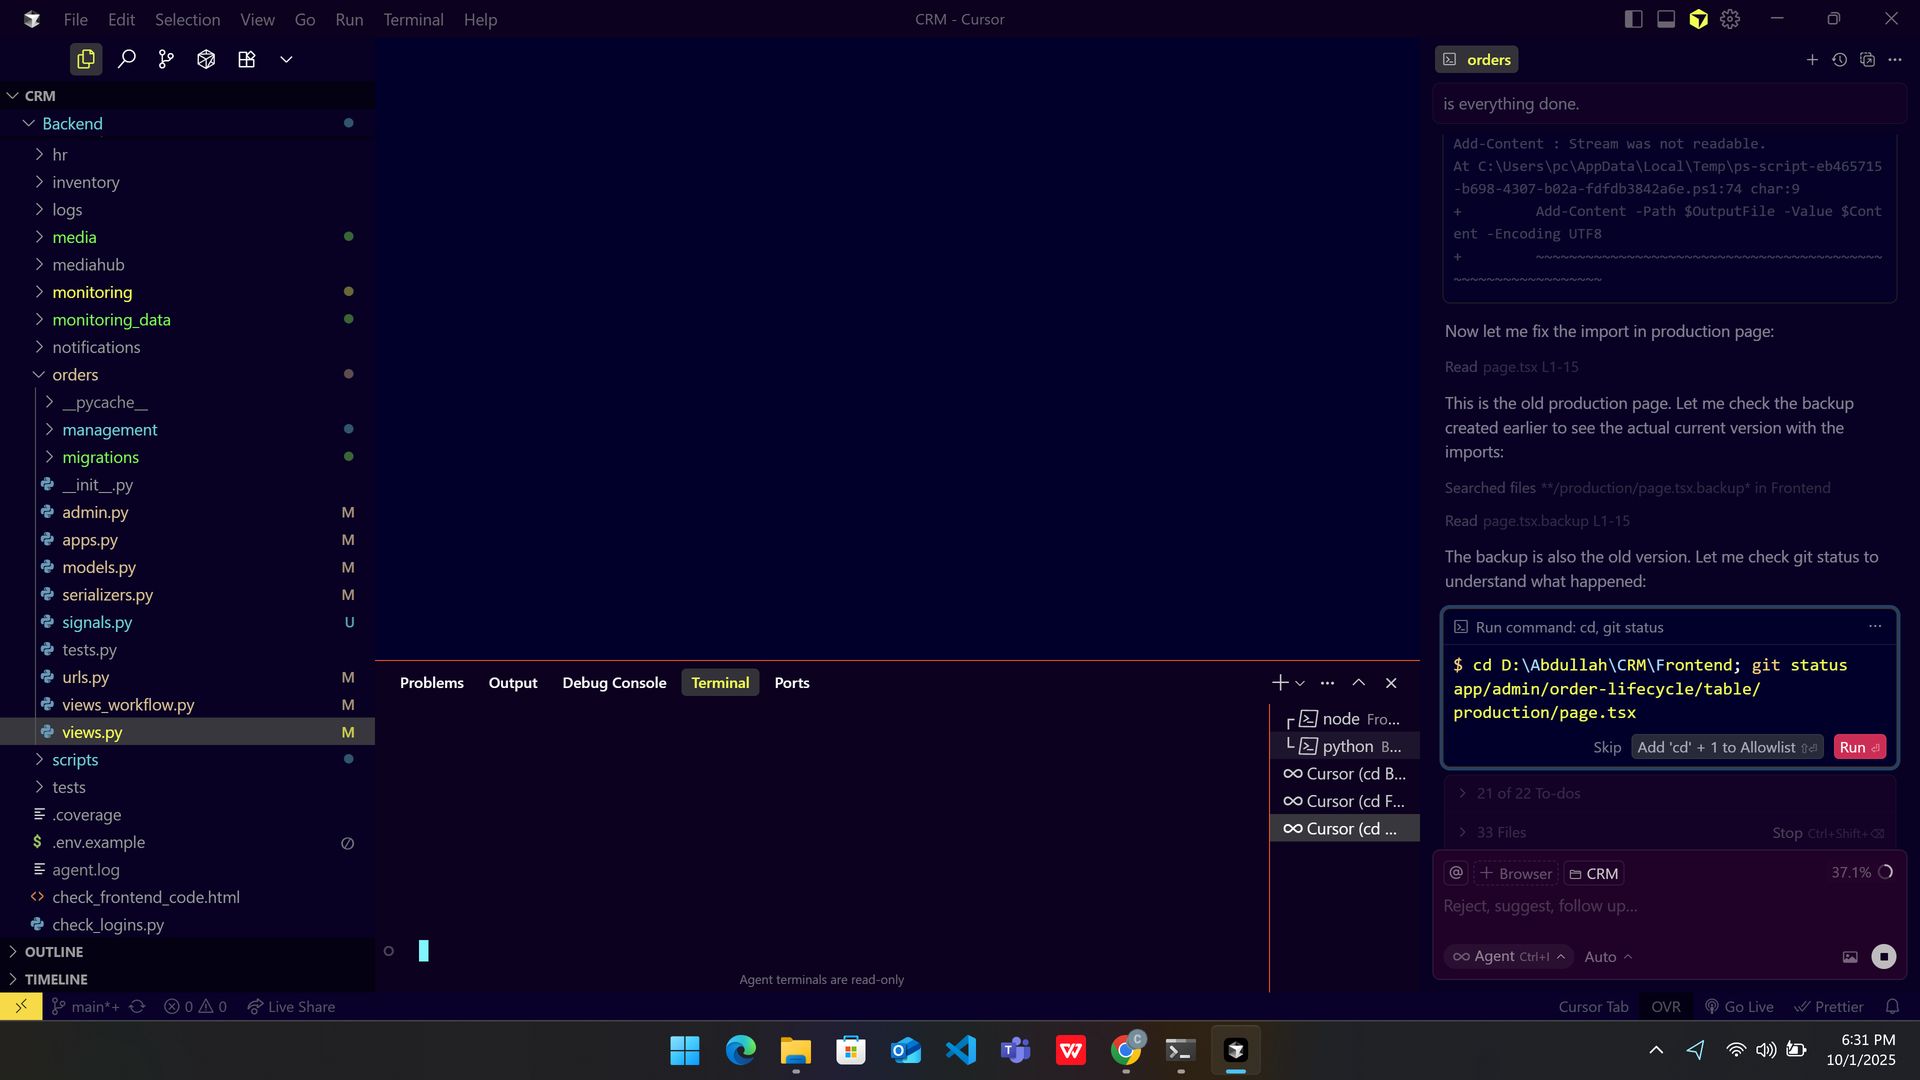 File Edit Selection View Go Run Terminal Help
CRM - Cursor
CRM
Backend
hr
inventory
logs
media
mediahub
monitoring
monitoring_data
notifications
orders
__pycache__
management
migrations
__init__.py
admin.py M
apps.py M
models.py M
serializers.py M
signals.py U
tests.py
urls.py M
views_workflow.py M
views.py M
scripts
tests
.coverage
$ .env.example
agent.log
check_frontend_code.html
check_logins.py
OUTLINE
TIMELINE
Problems Output Debug Console Terminal Ports
node Fro...
python B...
Cursor (cd B...
Cursor (cd F...
Cursor (cd ...
Agent terminals are read-only
orders
is everything done.
Add-Content : Stream was not readable.
At C:\Users\pc\AppData\Local\Temp\ps-script-eb465715
-b698-4307-b02a-fdfdb3842a6e.ps1:74 char:9
+         Add-Content -Path $OutputFile -Value $Cont
ent -Encoding UTF8
+         ~~~~~~~~~~~~~~~~~~~~~~~~~~~~~~~~~~~~~~~~~~
~~~~~~~~~~~~~~~~~~
Now let me fix the import in production page:
Read page.tsx L1-15
This is the old production page. Let me check the backup
created earlier to see the actual current version with the
imports:
Searched files **/production/page.tsx.backup* in Frontend
Read page.tsx.backup L1-15
The backup is also the old version. Let me check git status to
understand what happened:
Run command: cd, git status
$ cd D:\Abdullah\CRM\Frontend; git status
app/admin/order-lifecycle/table/
production/page.tsx
Skip Add 'cd' + 1 to Allowlist ⇧⏎ Run ⏎
21 of 22 To-dos
33 Files Stop Ctrl+Shift+⌫
@ + Browser CRM 37.1%
Reject, suggest, follow up...
Agent Ctrl+I Auto
main*+ 0 0 Live Share
Cursor Tab OVR Go Live Prettier
C
6:31 PM
10/1/2025